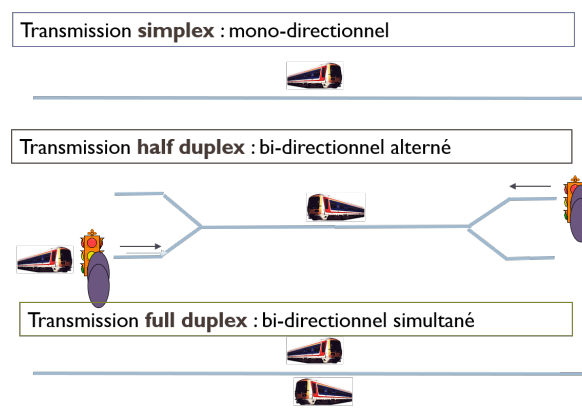 Transmission simplex : mono-directionnel
Transmission half duplex : bi-directionnel alterné
Transmission full duplex : bi-directionnel simultané